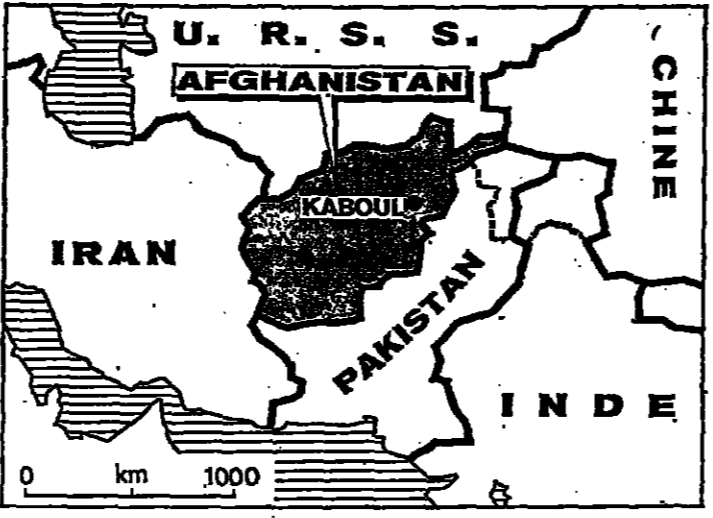 U. R. S. S.
AFGHANISTAN
CHINE
KABOUL
IRAN
PAKISTAN
INDE
0 km 1000